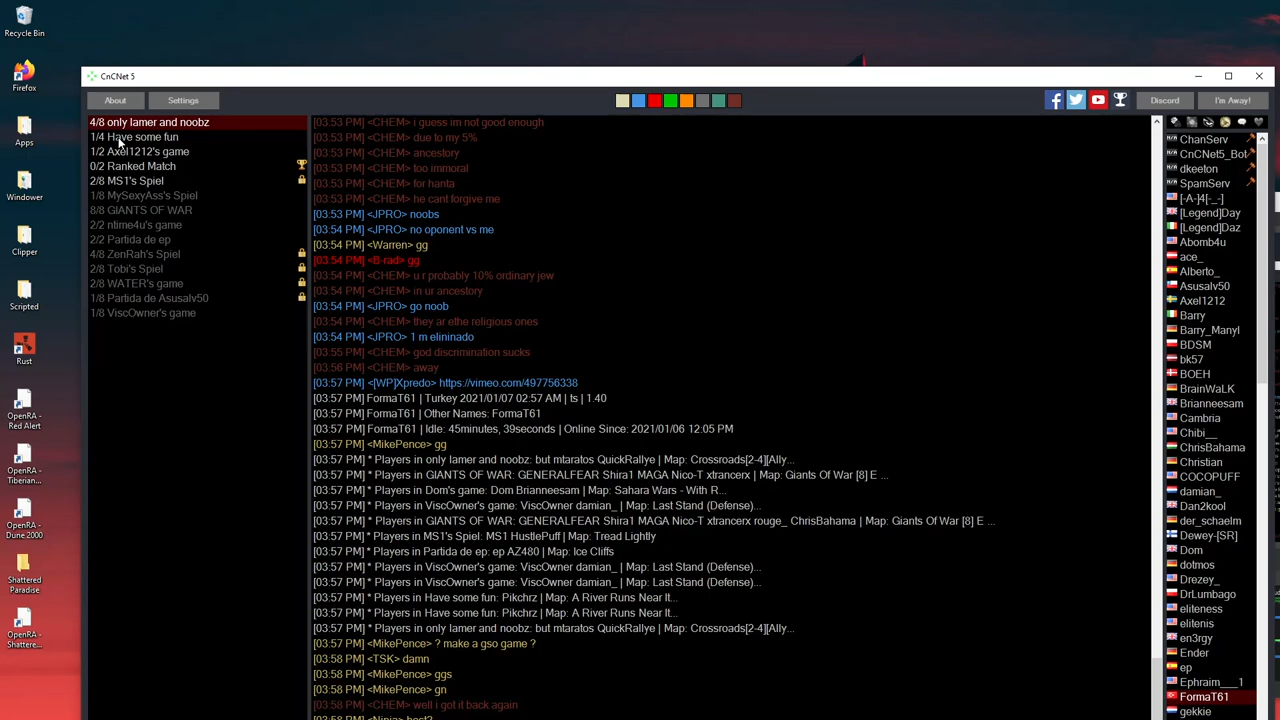 Recycle Bin
Firefox
Apps
Windower
Clipper
Scripted
Rust
OpenRA -
Red Alert
OpenRA -
Tiberian...
OpenRA -
Dune 2000
Shattered
Paradise
OpenRA -
Shattere...
CnCNet 5
About
Settings
Discord
I'm Away!
4/8 only lamer and noobz
1/4 Have some fun
1/2 Axel1212's game
0/2 Ranked Match
2/8 MS1's Spiel
1/8 MySexyAss's Spiel
8/8 GIANTS OF WAR
2/2 ntime4u's game
2/2 Partida de ep
4/8 ZenRah's Spiel
2/8 Tobi's Spiel
2/8 WATER's game
1/8 Partida de Asusalv50
1/8 ViscOwner's game
[03:53 PM] <CHEM> i guess im not good enough
[03:53 PM] <CHEM> due to my 5%
[03:53 PM] <CHEM> ancestory
[03:53 PM] <CHEM> too immoral
[03:53 PM] <CHEM> for hanta
[03:53 PM] <CHEM> he cant forgive me
[03:53 PM] <JPRO> noobs
[03:53 PM] <JPRO> no oponent vs me
[03:54 PM] <Warren> gg
[03:54 PM] <B-rad> gg
[03:54 PM] <CHEM> u r probably 10% ordinary jew
[03:54 PM] <CHEM> in ur ancestory
[03:54 PM] <JPRO> go noob
[03:54 PM] <CHEM> they ar ethe religious ones
[03:54 PM] <JPRO> 1 m elininado
[03:55 PM] <CHEM> god discrimination sucks
[03:56 PM] <CHEM> away
[03:57 PM] <[WP]Xpredo> https://vimeo.com/497756338
[03:57 PM] FormaT61 | Turkey 2021/01/07 02:57 AM | ts | 1.40
[03:57 PM] FormaT61 | Other Names: FormaT61
[03:57 PM] FormaT61 | Idle: 45minutes, 39seconds | Online Since: 2021/01/06 12:05 PM
[03:57 PM] <MikePence> gg
[03:57 PM] * Players in only lamer and noobz: but mtaratos QuickRallye | Map: Crossroads[2-4][Ally...
[03:57 PM] * Players in GIANTS OF WAR: GENERALFEAR Shira1 MAGA Nico-T xtrancerx | Map: Giants Of War [8] E ...
[03:57 PM] * Players in Dom's game: Dom Brianneesam | Map: Sahara Wars - With R...
[03:57 PM] * Players in ViscOwner's game: ViscOwner damian_ | Map: Last Stand (Defense)...
[03:57 PM] * Players in GIANTS OF WAR: GENERALFEAR Shira1 MAGA Nico-T xtrancerx rouge_ ChrisBahama | Map: Giants Of War [8] E ...
[03:57 PM] * Players in MS1's Spiel: MS1 HustlePuff | Map: Tread Lightly
[03:57 PM] * Players in Partida de ep: ep AZ480 | Map: Ice Cliffs
[03:57 PM] * Players in ViscOwner's game: ViscOwner damian_ | Map: Last Stand (Defense)...
[03:57 PM] * Players in ViscOwner's game: ViscOwner damian_ | Map: Last Stand (Defense)...
[03:57 PM] * Players in Have some fun: Pikchrz | Map: A River Runs Near It...
[03:57 PM] * Players in Have some fun: Pikchrz | Map: A River Runs Near It...
[03:57 PM] * Players in only lamer and noobz: but mtaratos QuickRallye | Map: Crossroads[2-4][Ally...
[03:57 PM] <MikePence> ? make a gso game ?
[03:58 PM] <TSK> damn
[03:58 PM] <MikePence> ggs
[03:58 PM] <MikePence> gn
[03:58 PM] <CHEM> well i got it back again
[03:58 PM] <Ninja> host?
ChanServ
CnCNet5_Bot
dkeeton
SpamServ
[-A-]4[-_-]
[Legend]Day
[Legend]Daz
Abomb4u
ace_
Alberto_
Asusalv50
Axel1212
Barry
Barry_Manyl
BDSM
bk57
BOEH
BrainWaLK
Brianneesam
Cambria
Chibi__
ChrisBahama
Christian
COCOPUFF
damian_
Dan2kool
der_schaelm
Dewey-[SR]
Dom
dotmos
Drezey_
DrLumbago
eliteness
elitenis
en3rgy
Ender
ep
Ephraim___1
FormaT61
gekkie